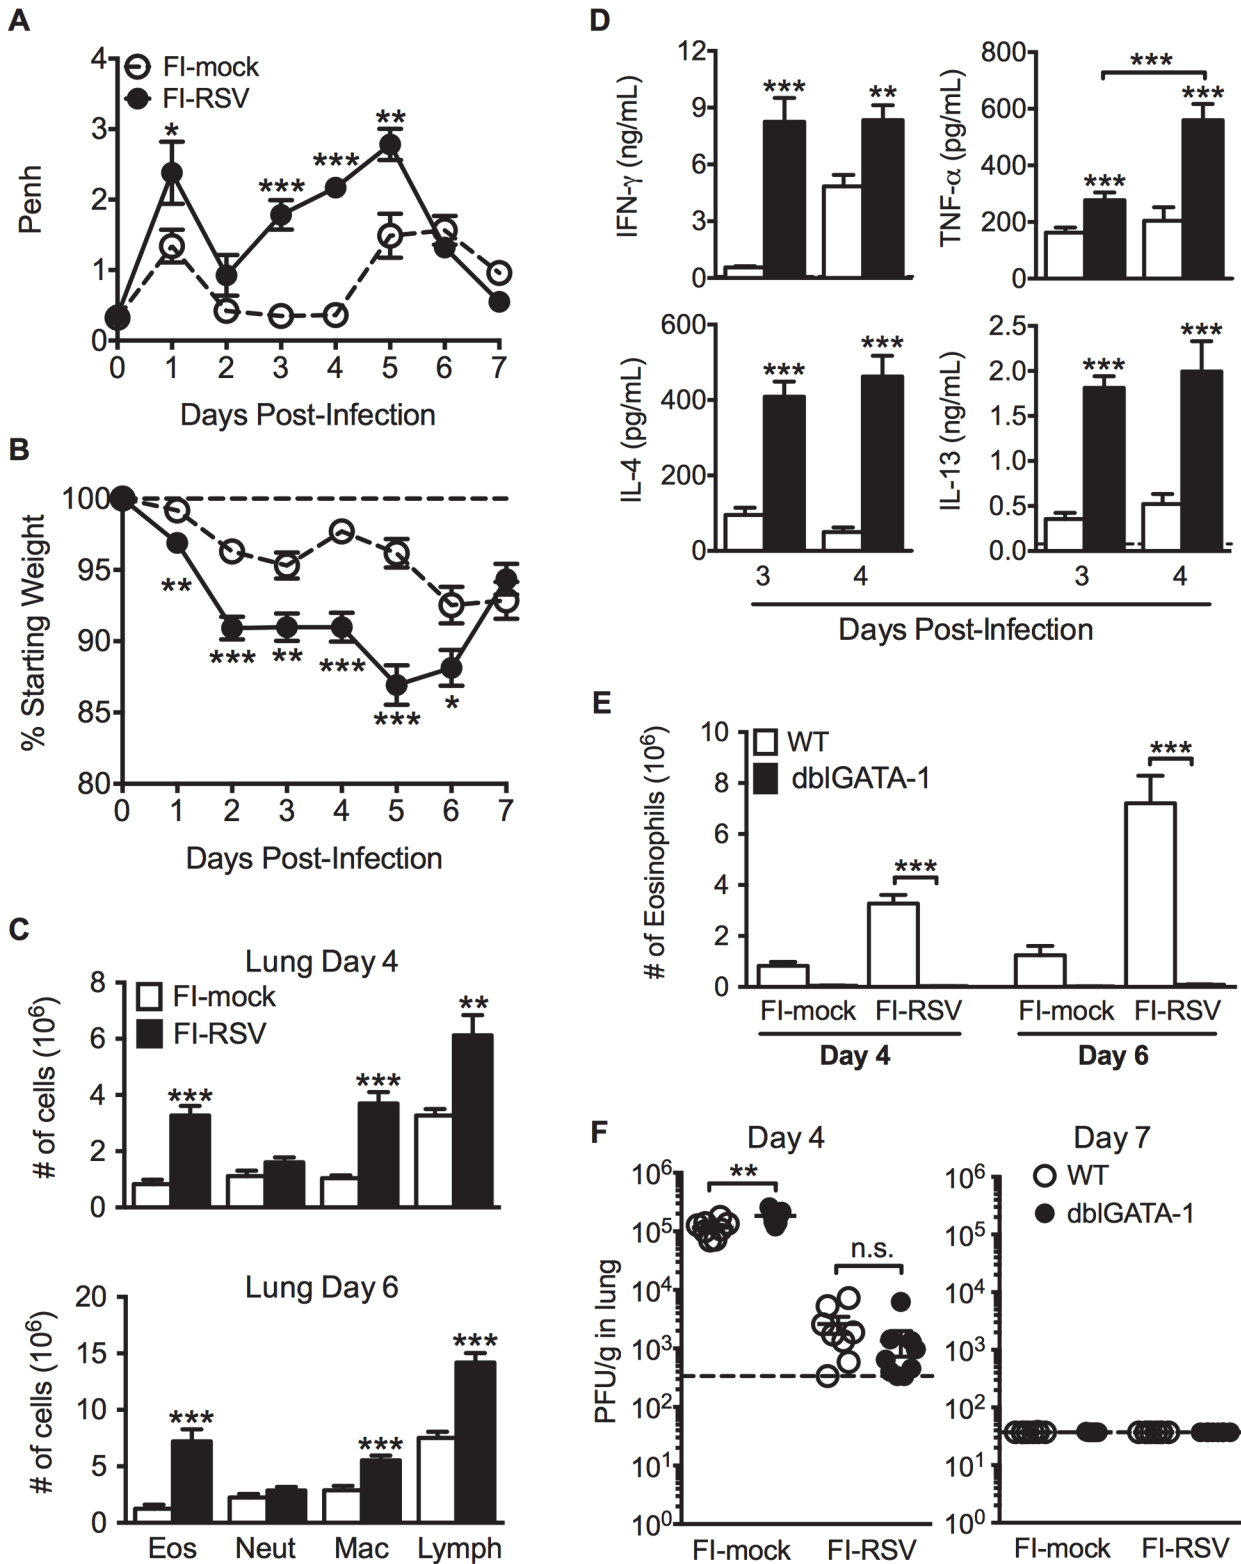 A
4
3
2
1
0
Penh
FI-mock
FI-RSV
*
***
***
**
0 1 2 3 4 5 6 7
Days Post-Infection
B
100
95
90
85
80
% Starting Weight
**
***
**
***
***
*
0 1 2 3 4 5 6 7
Days Post-Infection
C
Lung Day 4
8
6
4
2
0
# of cells (10⁶)
FI-mock
FI-RSV
***
***
**
Lung Day 6
20
15
10
5
0
# of cells (10⁶)
***
***
***
Eos Neut Mac Lymph
D
12
9
6
3
0
IFN-γ (ng/mL)
***
**
800
600
400
200
0
TNF-α (pg/mL)
***
***
***
600
400
200
0
IL-4 (pg/mL)
***
***
3 4
2.5
2.0
1.5
1.0
0.5
0.0
IL-13 (ng/mL)
***
***
3 4
Days Post-Infection
E
10
8
6
4
2
0
# of Eosinophils (10⁶)
WT
dblGATA-1
***
***
FI-mock FI-RSV FI-mock FI-RSV
Day 4 Day 6
F
Day 4
10⁶
10⁵
10⁴
10³
10²
10¹
10⁰
PFU/g in lung
**
n.s.
FI-mock FI-RSV
Day 7
10⁶
10⁵
10⁴
10³
10²
10¹
10⁰
WT
dblGATA-1
FI-mock FI-RSV